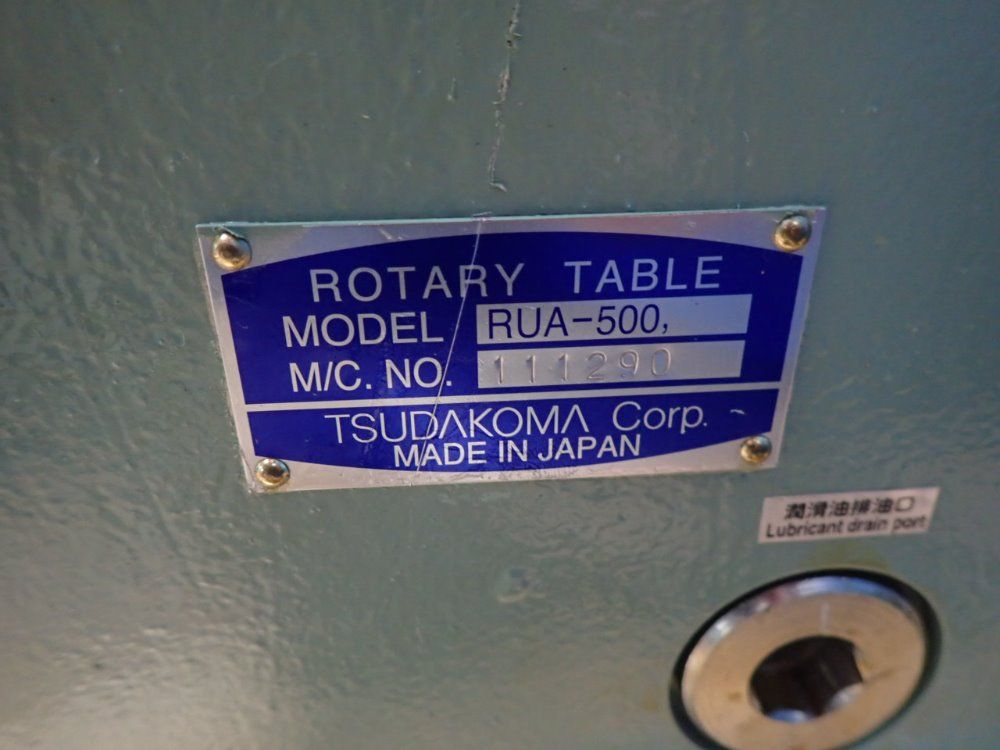 ROTARY TABLE
MODEL RUA-500,
M/C. NO. 111290
TSUDAKOMA Corp.
MADE IN JAPAN
潤滑油排油口
Lubricant drain port